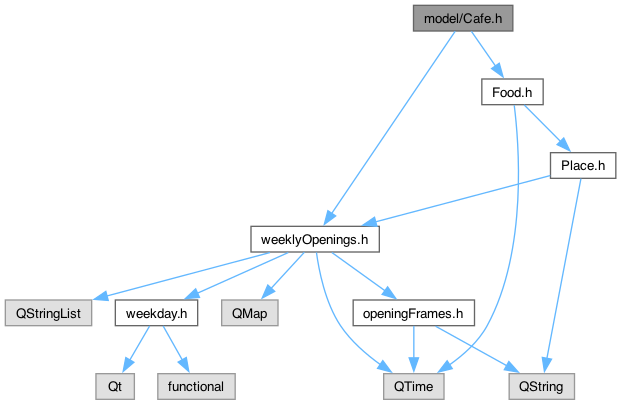 model/Cafe.h
Food.h
Place.h
weeklyOpenings.h
QStringList
weekday.h
QMap
openingFrames.h
Qt
functional
QTime
QString